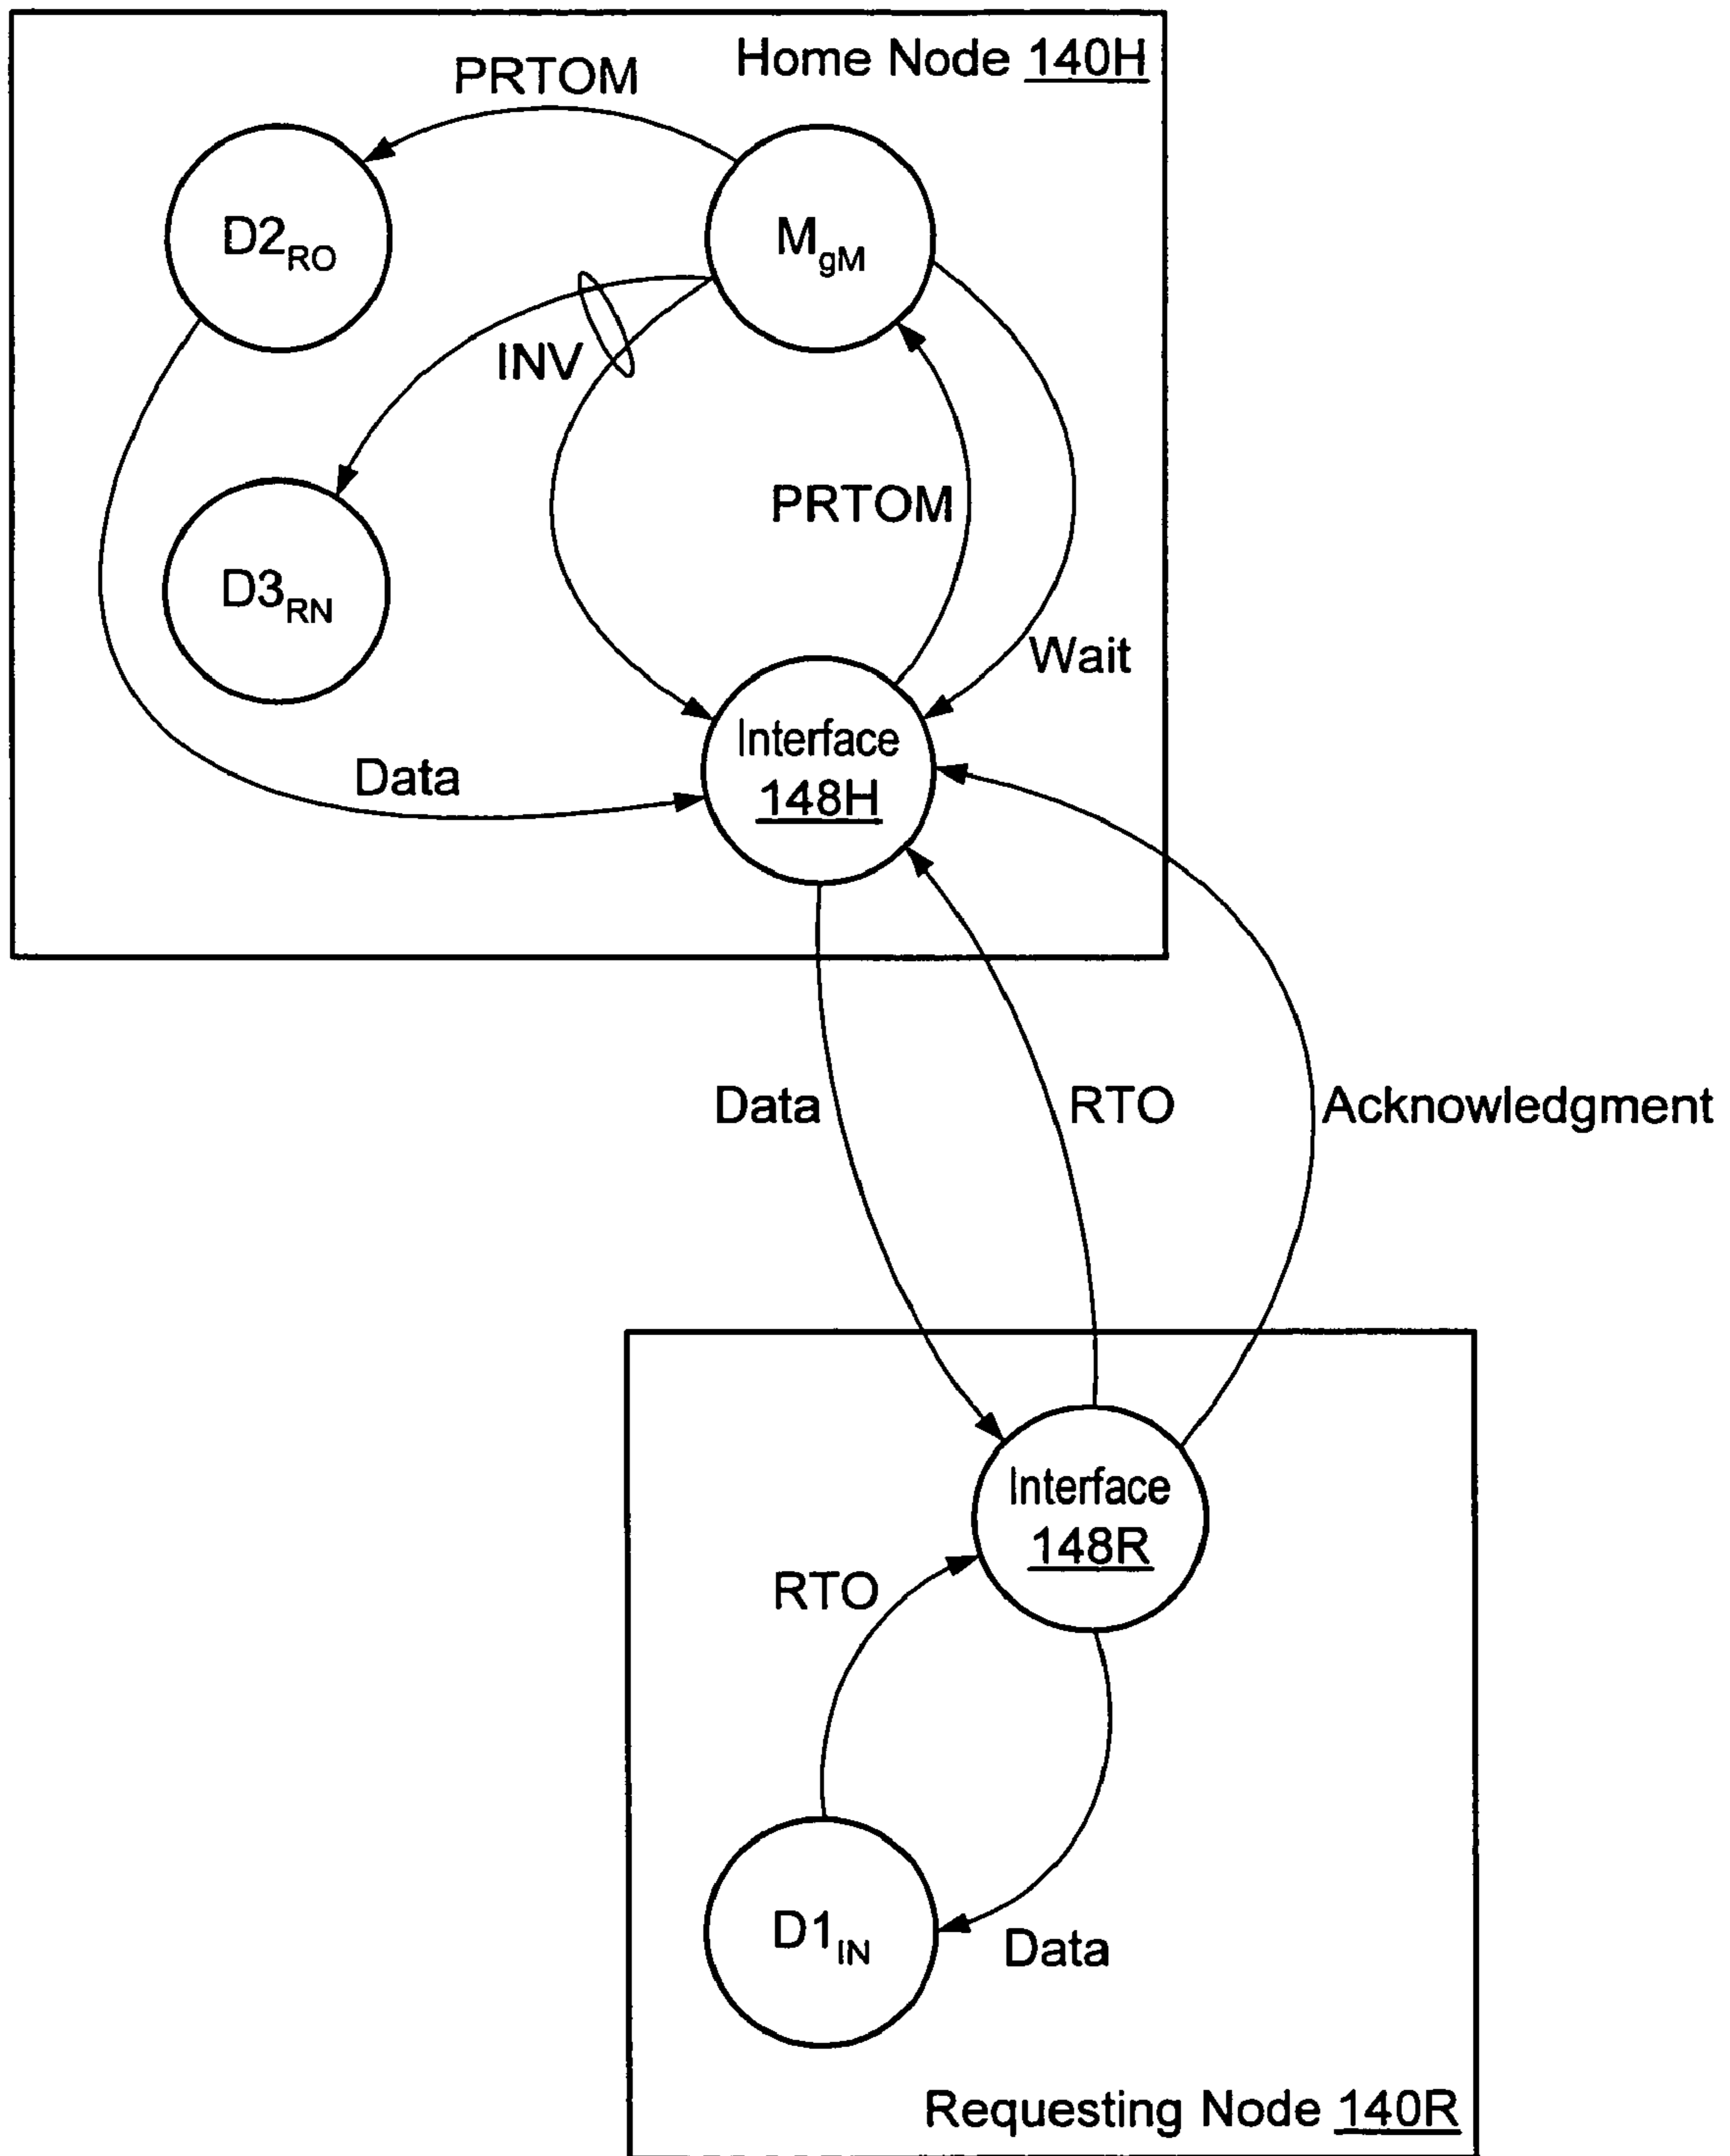 Home Node 140H
PRTOM
D2RO
MgM
INV
PRTOM
D3RN
Wait
Interface
148H
Data
Data
RTO
Acknowledgment
Interface
148R
RTO
D1IN
Data
Requesting Node 140R